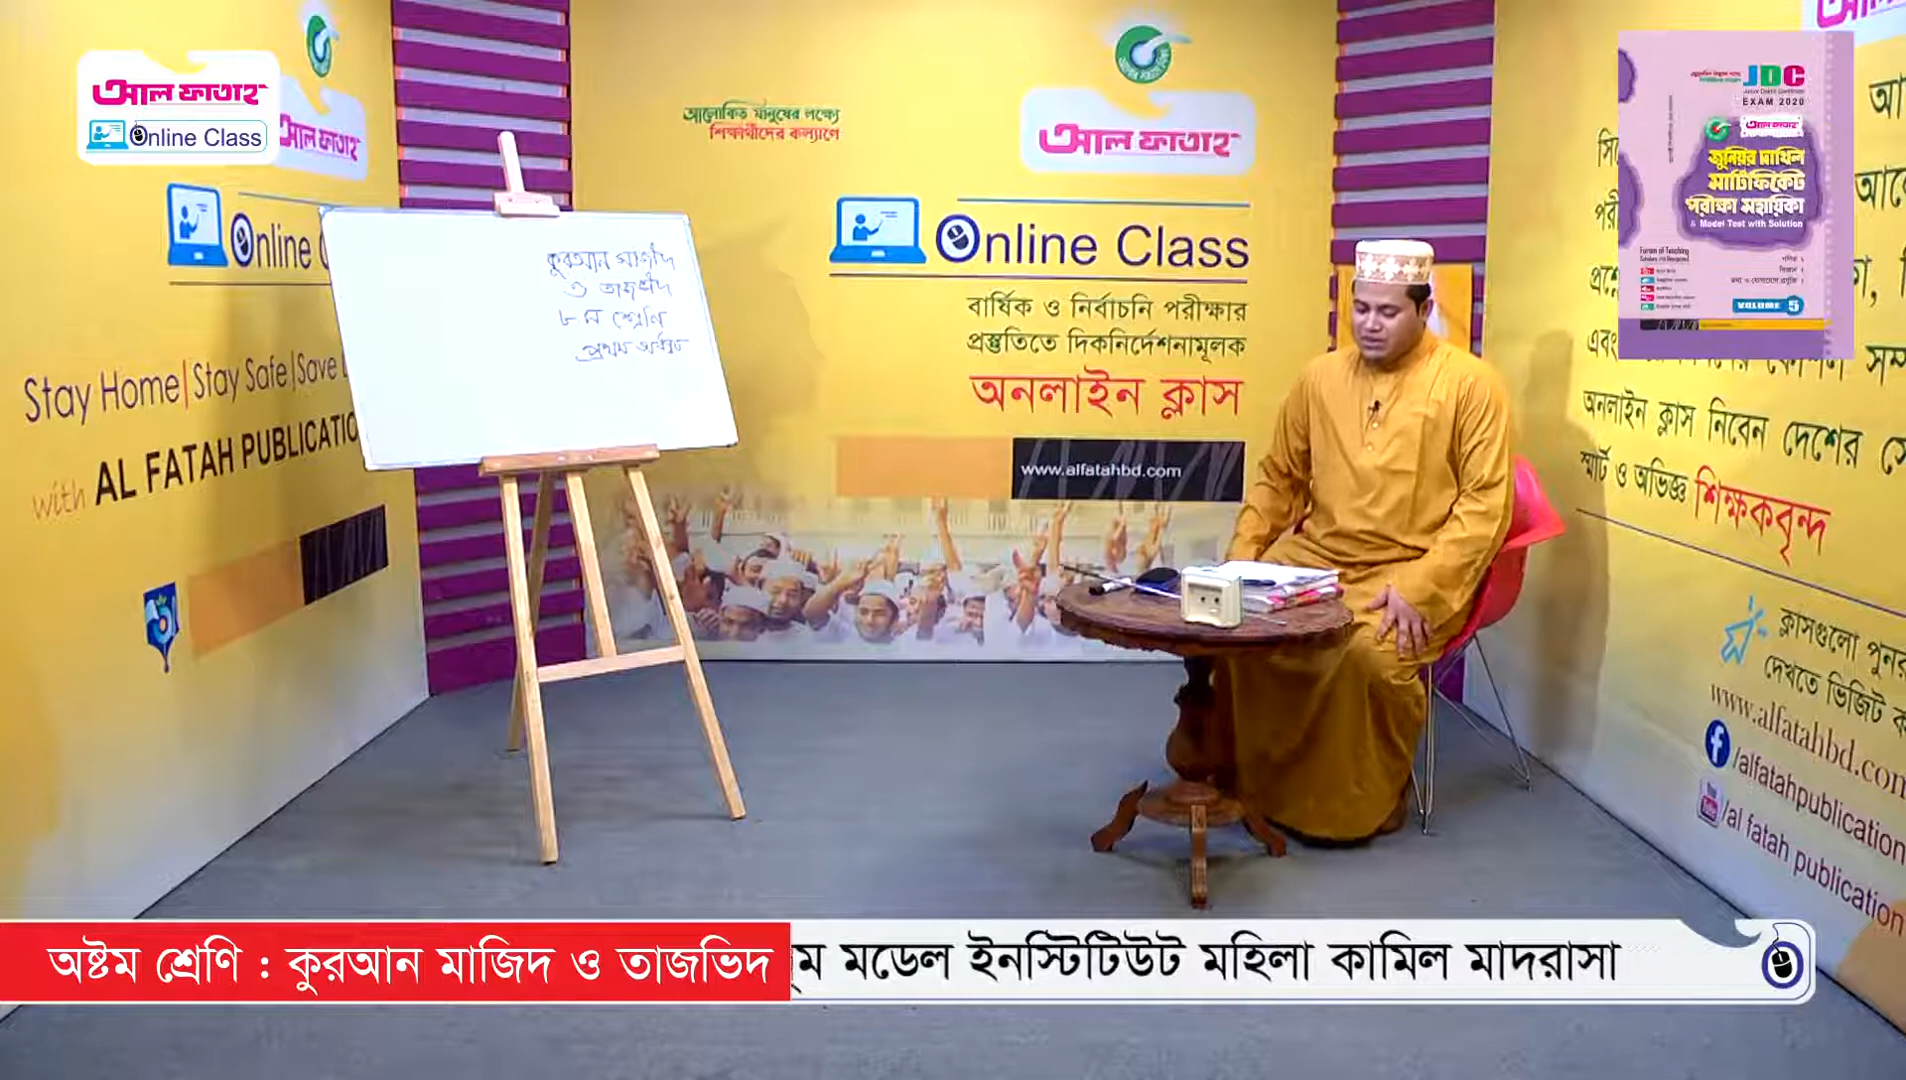 আল ফাতাহ
Online Class
আল ফাতাহ
Online C
Stay Home|Stay Safe|Save L
with AL FATAH PUBLICATIO
কুরআন মাজীদ
ও তাজভীদ
৮ম শ্রেণি
প্রথম অধ্যায়
আলোকিত মানুষের লক্ষ্যে
শিক্ষার্থীদের কল্যাণে
আল ফাতাহ
Online Class
বার্ষিক ও নির্বাচনি পরীক্ষার
প্রস্তুতিতে দিকনির্দেশনামূলক
অনলাইন ক্লাস
www.alfatahbd.com
JDC
EXAM 2020
আল ফাতাহ
জুনিয়র দাখিল
সার্টিফিকেট
পরীক্ষা সহায়িকা
& Model Test with Solution
VOLUME 5
অনলাইন ক্লাস নিবেন দেশের সে
স্মার্ট ও অভিজ্ঞ শিক্ষকবৃন্দ
ক্লাসগুলো পুনর
দেখতে ভিজিট ক
www.alfatahbd.com
/alfatahpublication
/al fatah publication
অষ্টম শ্রেণি : কুরআন মাজিদ ও তাজভিদ
ম মডেল ইনস্টিটিউট মহিলা কামিল মাদরাসা